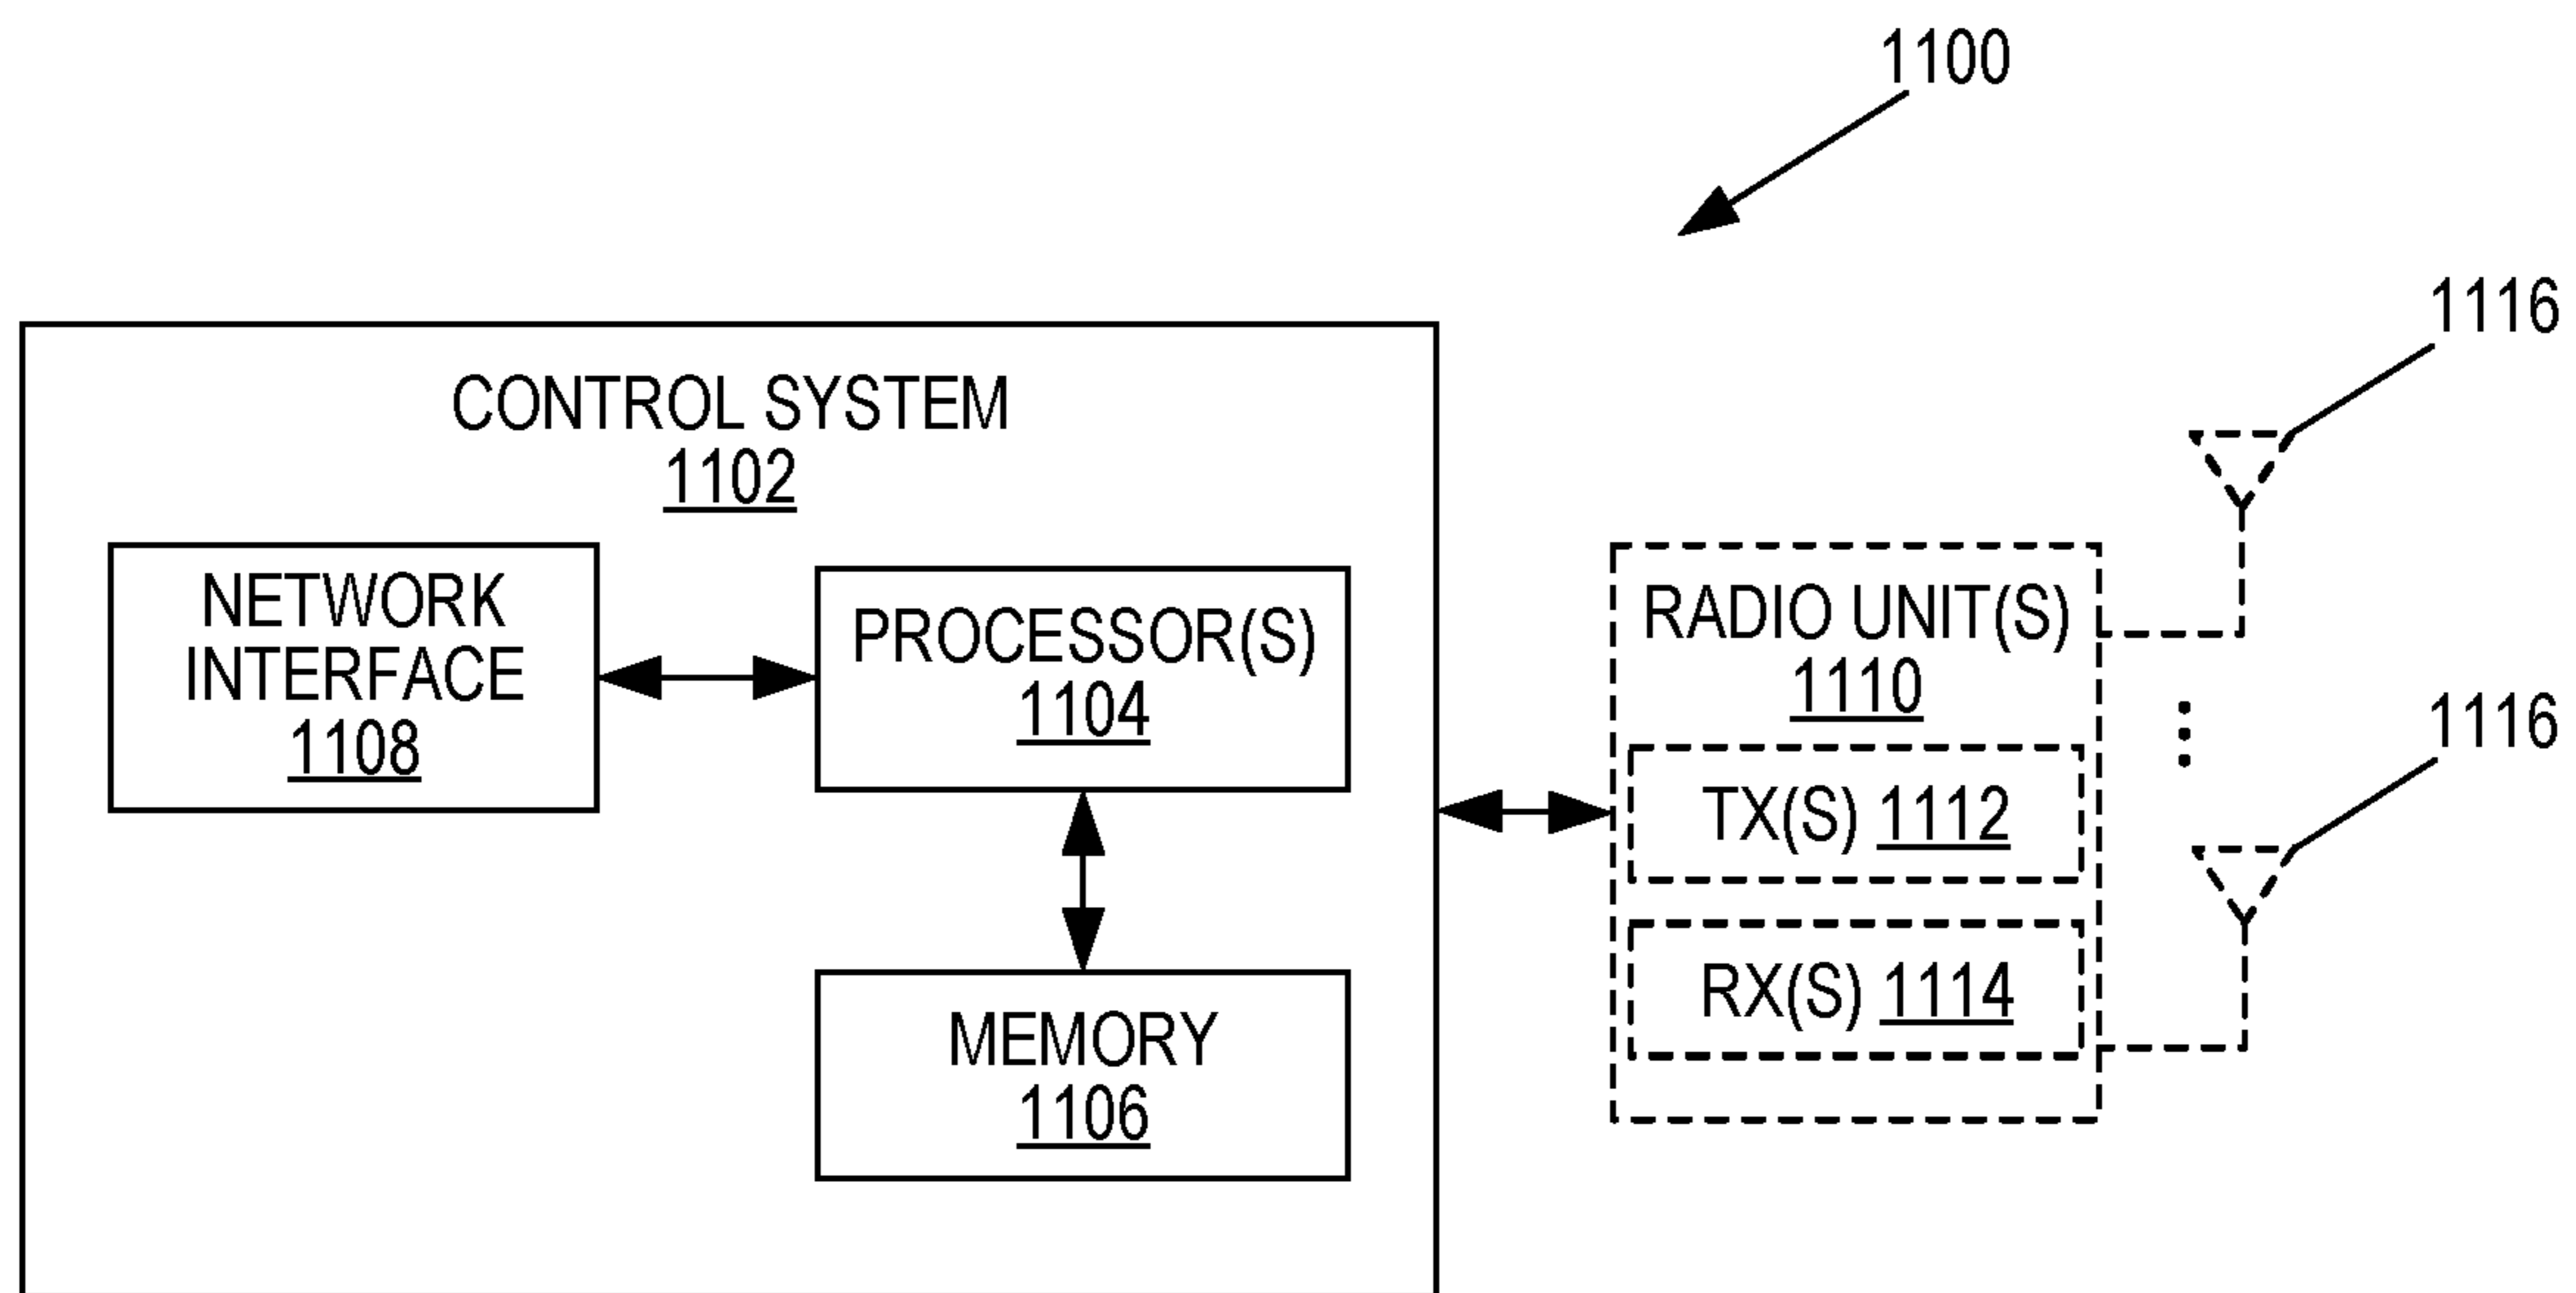 1100
1116
CONTROL SYSTEM
1102
NETWORK
INTERFACE
1108
PROCESSOR(S)
1104
MEMORY
1106
RADIO UNIT(S)
1110
TX(S) 1112
RX(S) 1114
1116